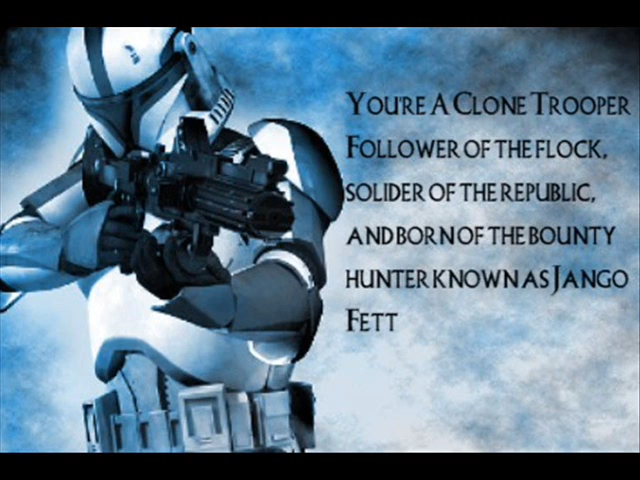 You're A Clone Trooper
Follower of the flock,
solider of the republic,
and born of the bounty
hunter known as Jango
Fett